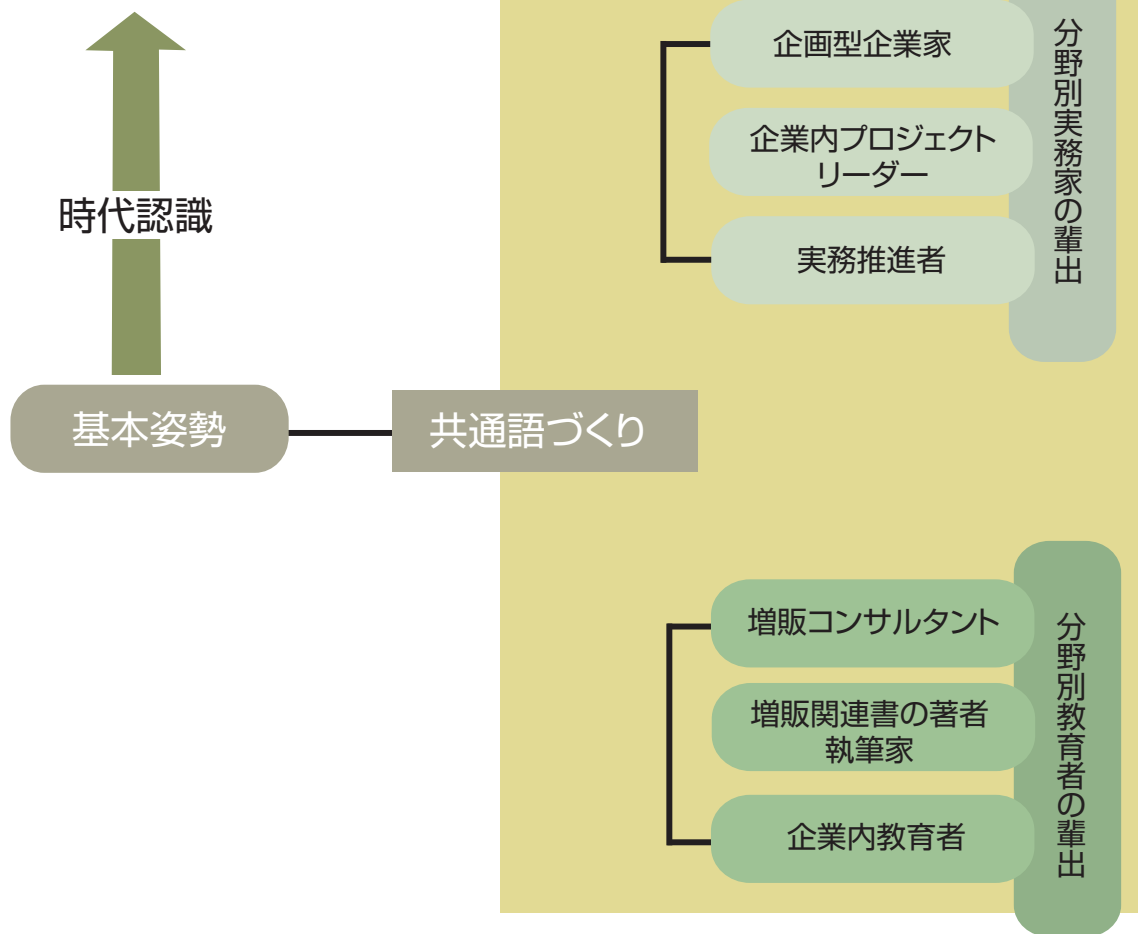 時代認識
基本姿勢
共通語づくり
企画型企業家
企業内プロジェクト
リーダー
実務推進者
分野別実務家の輩出
増販コンサルタント
増販関連書の著者
執筆家
企業内教育者
分野別教育者の輩出